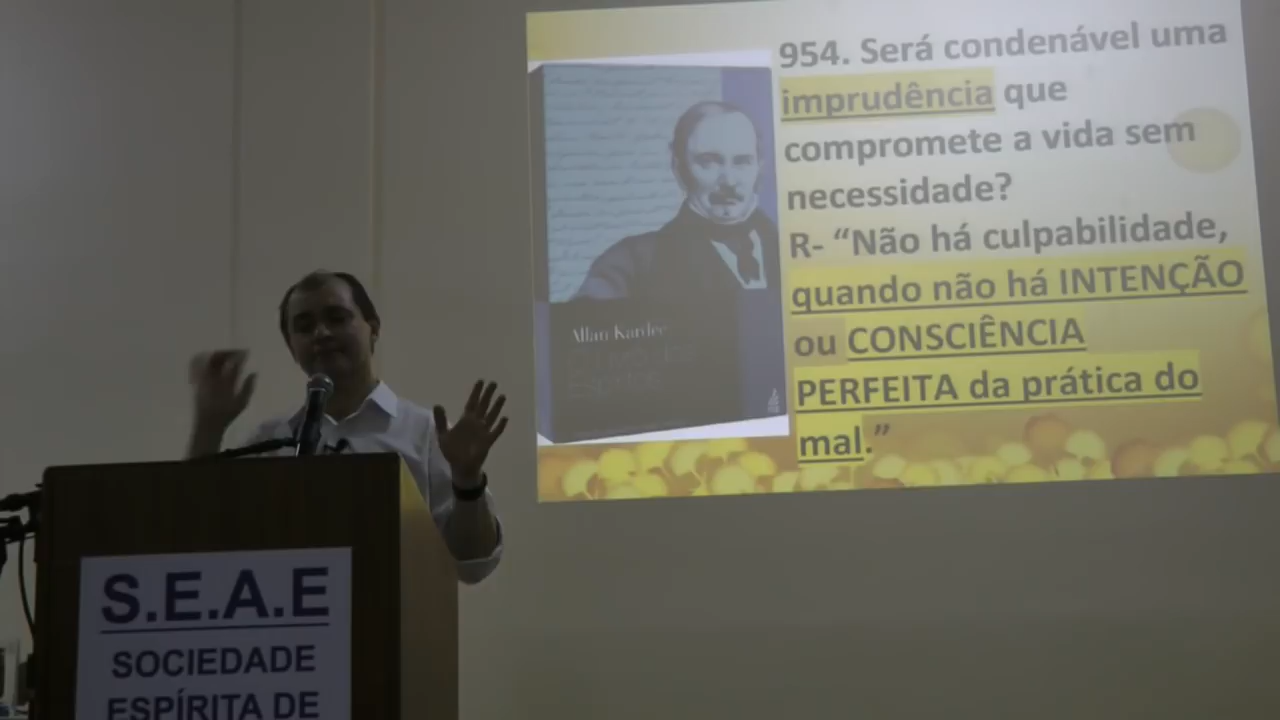 954. Será condenável uma
imprudência que
compromete a vida sem
necessidade?
R- “Não há culpabilidade,
quando não há INTENÇÃO
ou CONSCIÊNCIA
PERFEITA da prática do
mal.”
Allan Kardec
S.E.A.E
SOCIEDADE
ESPÍRITA DE